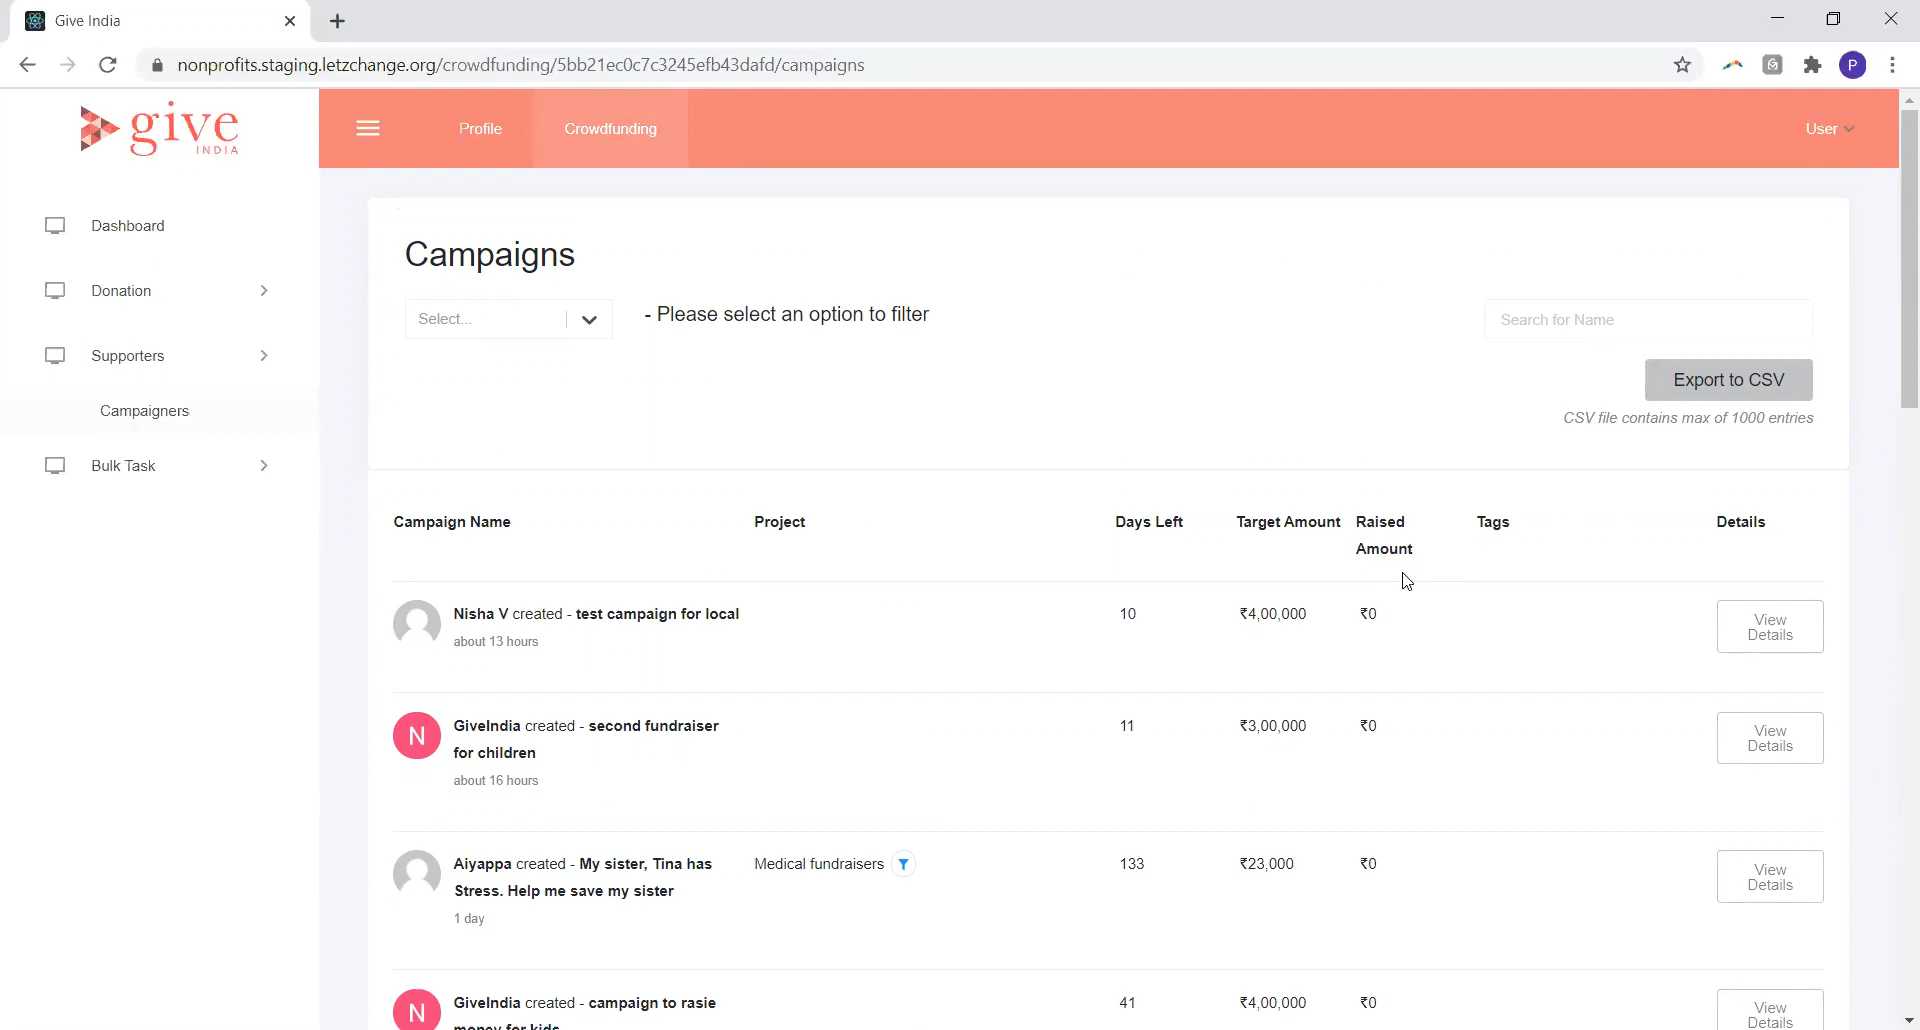 Give India
nonprofits.staging.letzchange.org/crowdfunding/5bb21ec0c7c3245efb43dafd/campaigns
P
give
INDIA
Profile
Crowdfunding
User
Dashboard
Donation
Supporters
Campaigners
Bulk Task
Campaigns
Select...
- Please select an option to filter
Search for Name
Export to CSV
CSV file contains max of 1000 entries
Campaign Name
Project
Days Left
Target Amount
Raised
Amount
Tags
Details
Nisha V created - test campaign for local
about 13 hours
10
₹4,00,000
₹0
View
Details
N
GiveIndia created - second fundraiser
for children
about 16 hours
11
₹3,00,000
₹0
View
Details
Aiyappa created - My sister, Tina has
Stress. Help me save my sister
1 day
Medical fundraisers
133
₹23,000
₹0
View
Details
N
GiveIndia created - campaign to rasie
money for kids
41
₹4,00,000
₹0
View
Details